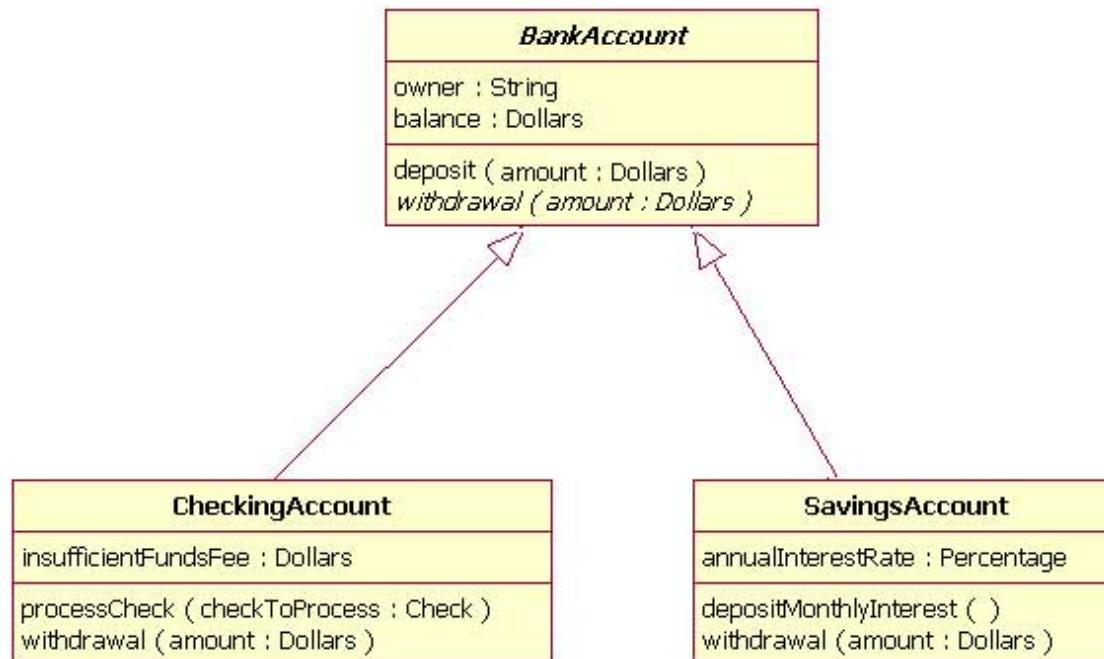 BankAccount
owner : String
balance : Dollars
deposit ( amount : Dollars )
withdrawal ( amount : Dollars )
CheckingAccount
insufficientFundsFee : Dollars
processCheck ( checkToProcess : Check )
withdrawal ( amount : Dollars )
SavingsAccount
annualInterestRate : Percentage
depositMonthlyInterest ( )
withdrawal ( amount : Dollars )